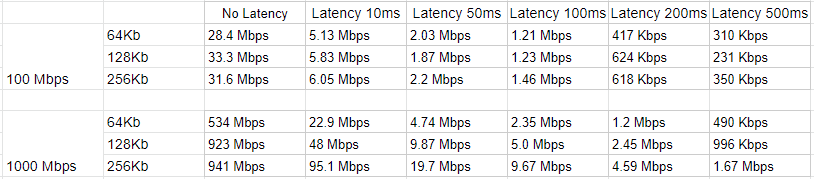 No Latency Latency 10ms Latency 50ms Latency 100ms Latency 200ms Latency 500ms
64Kb 28.4 Mbps 5.13 Mbps 2.03 Mbps 1.21 Mbps 417 Kbps 310 Kbps
128Kb 33.3 Mbps 5.83 Mbps 1.87 Mbps 1.23 Mbps 624 Kbps 231 Kbps
100 Mbps 256Kb 31.6 Mbps 6.05 Mbps 2.2 Mbps 1.46 Mbps 618 Kbps 350 Kbps
64Kb 534 Mbps 22.9 Mbps 4.74 Mbps 2.35 Mbps 1.2 Mbps 490 Kbps
128Kb 923 Mbps 48 Mbps 9.87 Mbps 5.0 Mbps 2.45 Mbps 996 Kbps
1000 Mbps 256Kb 941 Mbps 95.1 Mbps 19.7 Mbps 9.67 Mbps 4.59 Mbps 1.67 Mbps